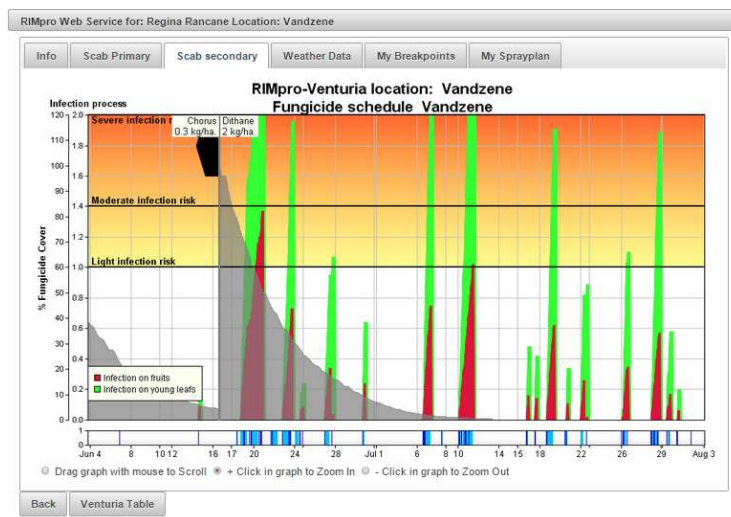 RIMpro Web Service for: Regina Rancane Location: Vandzene
Info Scab Primary Scab secondary Weather Data My Breakpoints My Sprayplan
RIMpro-Venturia location: Vandzene
Infection process
Fungicide schedule Vandzene
Severe infection r
Chorus
0.3 kg/ha.
Dithane
2 kg/ha.
Moderate infection risk
Light infection risk
% Fungicide Cover
120 2.0
110 1.8
100 1.6
90
80 1.4
70 1.2
60 1.0
50 0.8
40 0.6
30 0.4
20
10 0.2
0 0.0
Infection on fruits
Infection on young leafs
1
0
Jun 4 8 10 12 16 17 20 24 28 Jul 1 6 8 10 14 15 16 18 22 23 26 29 30 Aug 3
Drag graph with mouse to Scroll + Click in graph to Zoom In - Click in graph to Zoom Out
Back Venturia Table